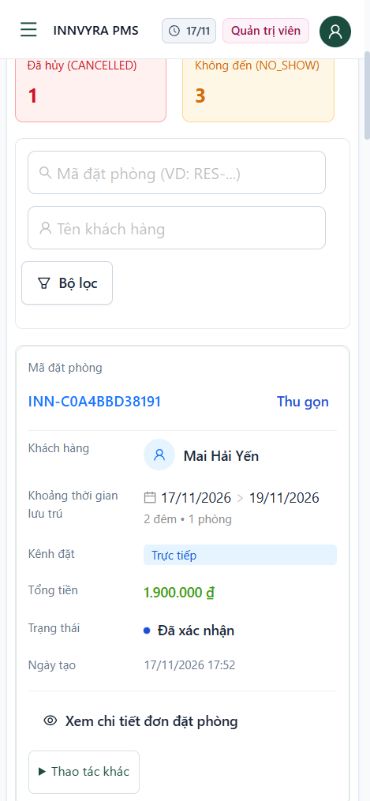 INNVYRA PMS
17/11
Quản trị viên
Đã hủy (CANCELLED)
Không đến (NO_SHOW)
1
3
Mã đặt phòng (VD: RES-...)
Tên khách hàng
Bộ lọc
Mã đặt phòng
INN-C0A4BBD38191
Thu gọn
Khách hàng
Mai Hải Yến
Khoảng thời gian lưu trú
17/11/2026 > 19/11/2026
2 đêm • 1 phòng
Kênh đặt
Trực tiếp
Tổng tiền
1.900.000 ₫
Trạng thái
Đã xác nhận
Ngày tạo
17/11/2026 17:52
Xem chi tiết đơn đặt phòng
Thao tác khác